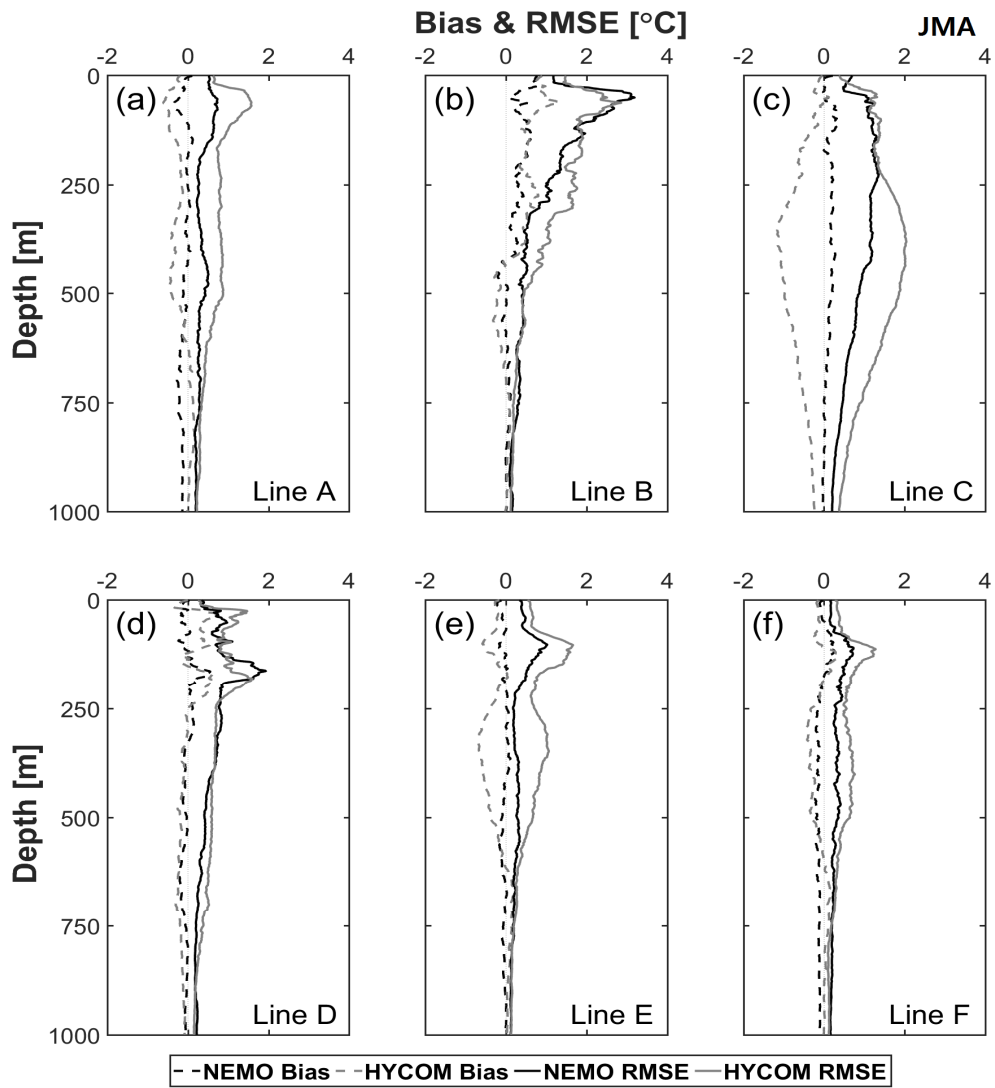 Bias & RMSE [°C]
JMA
-2 0 2 4 -2 0 2 4 -2 0 2 4
0
250
500
750
1000
Depth [m]
(a) (b) (c)
Line A Line B Line C
-2 0 2 4 -2 0 2 4 -2 0 2 4
0
250
500
750
1000
Depth [m]
(d) (e) (f)
Line D Line E Line F
NEMO Bias HYCOM Bias NEMO RMSE HYCOM RMSE